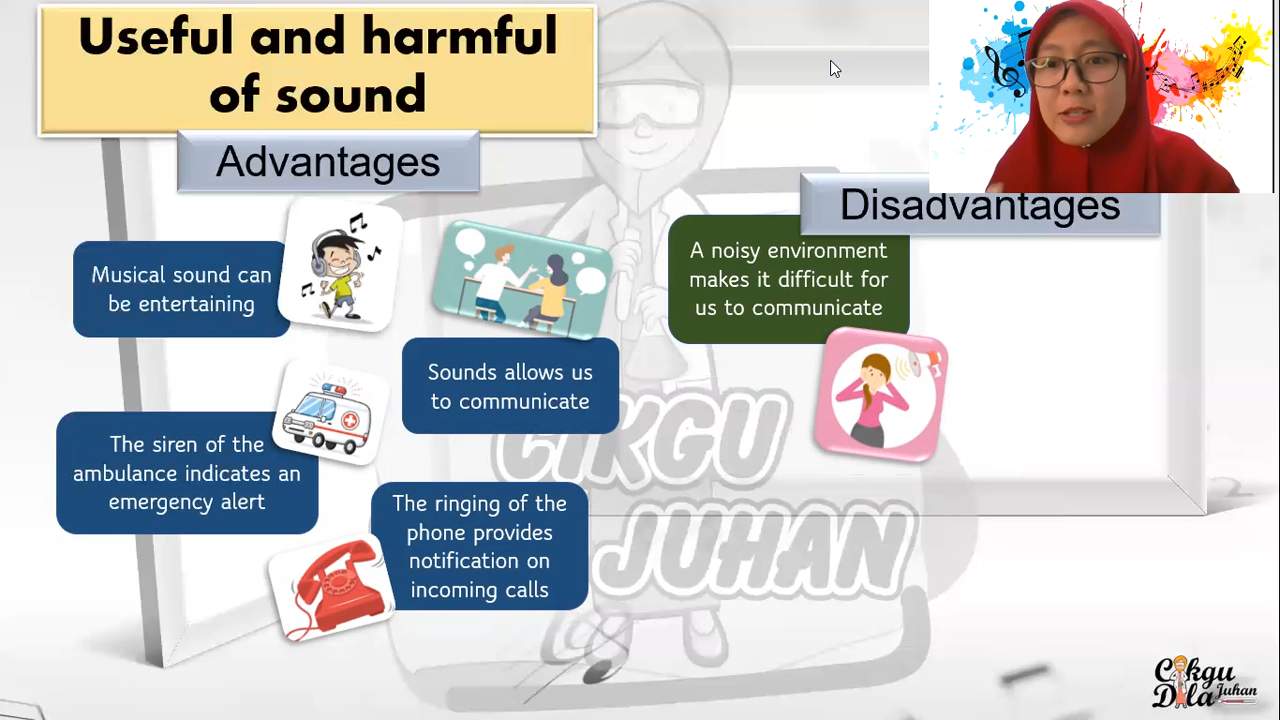 Useful and harmful
of sound
Advantages
Musical sound can
be entertaining
Sounds allows us
to communicate
The siren of the
ambulance indicates an
emergency alert
The ringing of the
phone provides
notification on
incoming calls
Disadvantages
A noisy environment
makes it difficult for
us to communicate
CIKGU
JUHAN
Cikgu
Dila Juhan